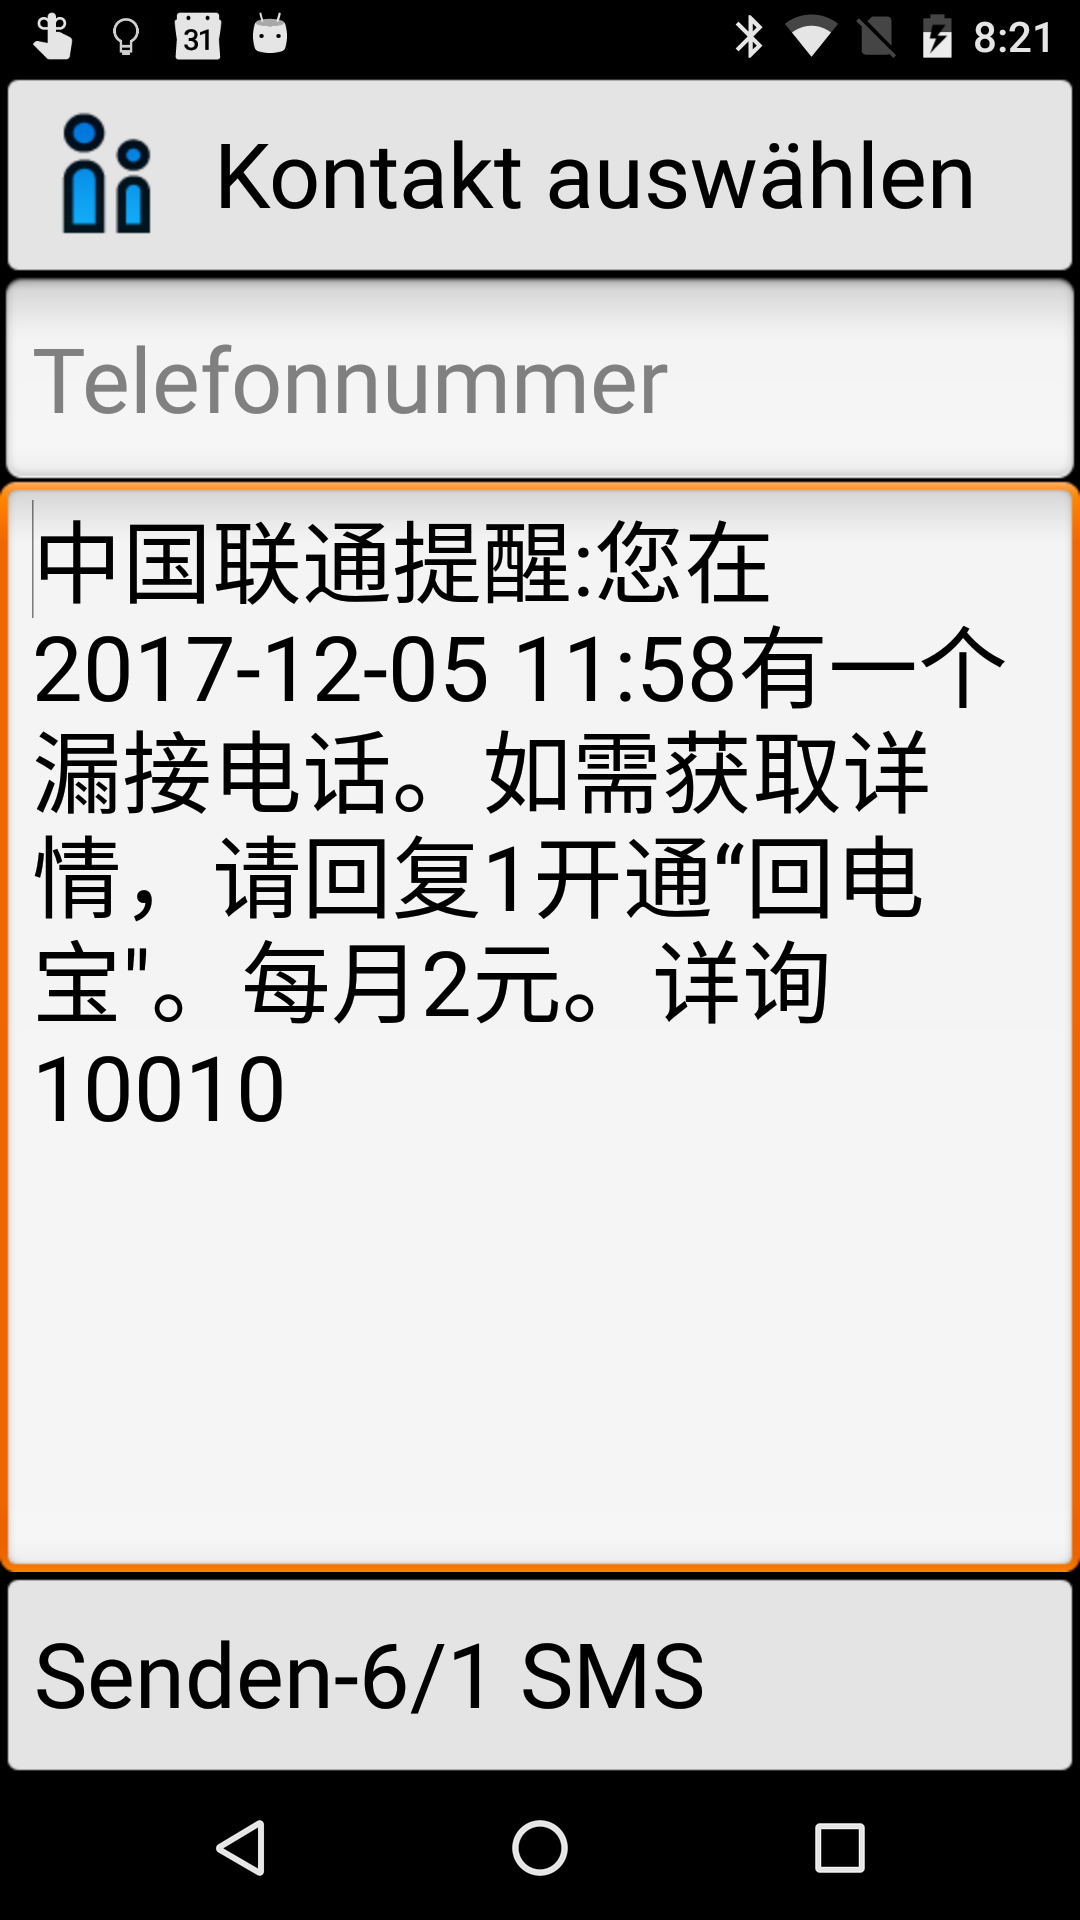 31
8:21
Kontakt auswählen
Telefonnummer
中国联通提醒:您在
2017-12-05 11:58有一个
漏接电话。如需获取详
情，请回复1开通“回电
宝"。每月2元。详询
10010
Senden-6/1 SMS